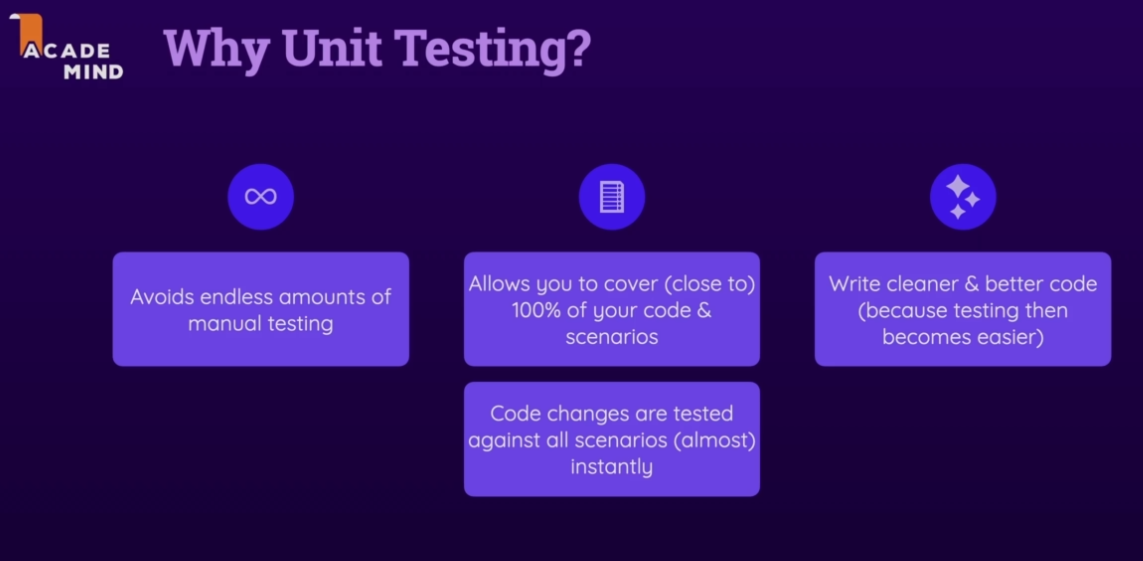 ACADE
MIND
Why Unit Testing?
Avoids endless amounts of
manual testing
Allows you to cover (close to)
100% of your code &
scenarios
Code changes are tested
against all scenarios (almost)
instantly
Write cleaner & better code
(because testing then
becomes easier)